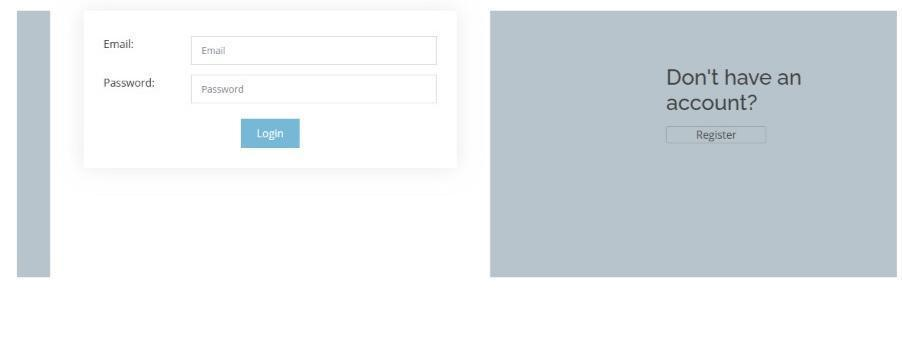 Email:
Email
Password:
Password
Login
Don't have an
account?
Register